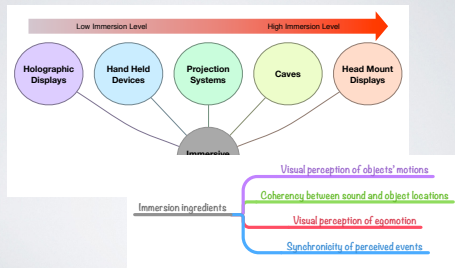 Low Immersion Level
High Immersion Level
Holographic
Displays
Hand Held
Devices
Projection
Systems
Caves
Head Mount
Displays
Immersive
Visual perception of objects' motions
Coherency between sound and object locations
Immersion ingredients
Visual perception of egomotion
Synchronicity of perceived events